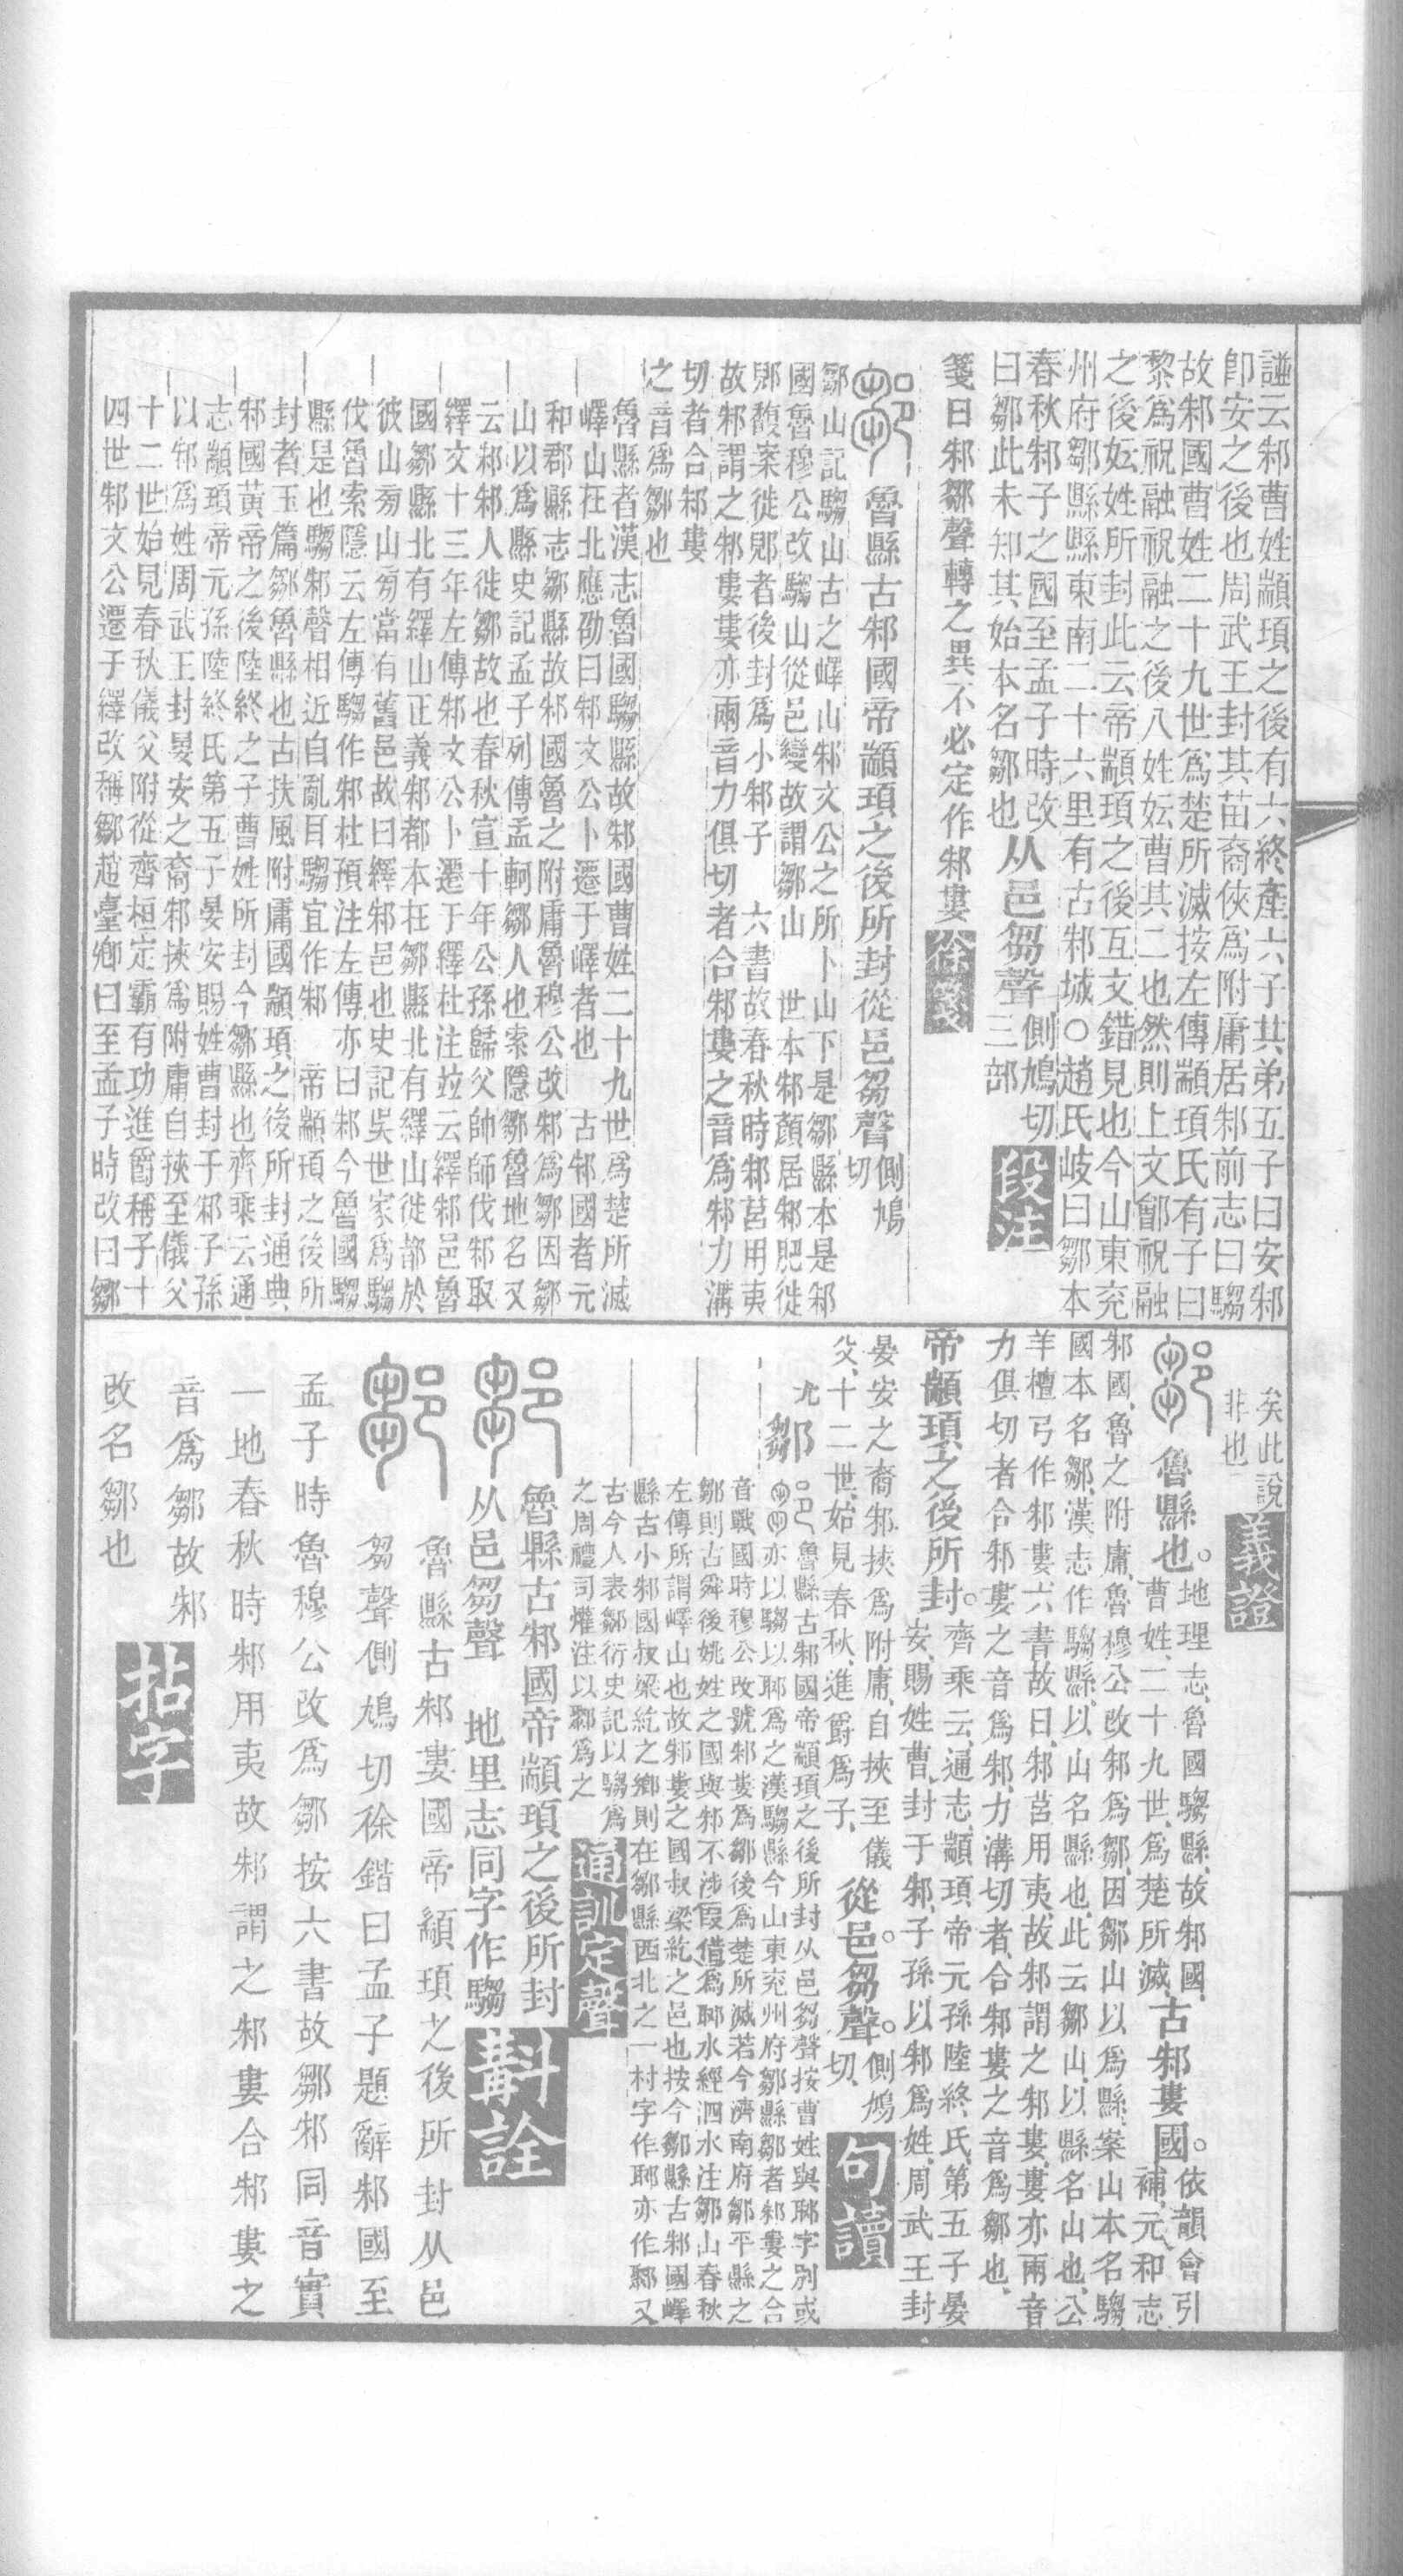 謎云邾曹姓顓頊之後有六終產六子其弟五子曰安邾
卽安之後也周武王封其苗裔俠爲附庸居邾前志曰騶
故邾國曹姓二十九世爲楚所滅按左傳顓頊氏有子曰
黎爲祝融祝融之後八姓妘曹其二也然則上文鄶祝融
之後妘姓所封此云帝顓頊之後互文錯見也今山東兗
州府鄒縣縣東南二十六里有古邾城○趙氏岐曰鄒本
春秋邾子之國至孟子時改
曰鄒此未知其始本名鄒也从邑芻聲側鳩切三部段注
箋曰邾鄒聲轉之異不必定作邾婁徐箋
魯縣古邾國帝顓頊之後所封從邑芻聲側鳩切
鄒山記騶山古之嶧山邾文公之所卜山下是鄒縣本是邾
國魯穆公改騶山從邑變故謂鄒山 世本邾顏居邾肥徙
郳馥案徙郳者後封爲小邾子 六書故春秋時邾莒用夷
故邾謂之邾婁婁亦兩音力俱切者合邾婁之音爲邾力溝
切者合邾婁
之音爲鄒也
魯縣者漢志魯國騶縣故邾國曹姓二十九世爲楚所滅
嶧山在北應劭曰邾文公卜遷于嶧者也 古邾國者元
和郡縣志鄒縣故邾國魯之附庸魯穆公改邾爲鄒因鄒
山以爲縣史記孟子列傳孟軻鄒人也索隱鄒魯地名又
云邾邾人徙鄒故也春秋宣十年公孫歸父帥師伐邾取
繹文十三年左傳邾文公卜遷于繹杜注竝云繹邾邑魯
國鄒縣北有繹山正義邾都本在鄒縣北有繹山徙都於
彼山旁山旁當有舊邑故曰繹邾邑也史記吳世家爲騶
伐魯索隱云左傳騶作邾杜預注左傳亦曰邾今魯國騶
縣是也騶邾聲相近自亂耳騶宜作邾 帝顓頊之後所
封者玉篇鄒魯縣也古扶風附庸國顓頊之後所封通典
邾國黃帝之後陸終之子曹姓所封今鄒縣也齊乘云通
志顓頊帝元孫陸終氏第五子晏安賜姓曹封于邾子孫
以邾爲姓周武王封晏安之裔邾挾爲附庸自挾至儀父
十二世始見春秋儀父附從齊桓定霸有功進爵稱子十
四世邾文公遷于繹改稱鄒趙臺卿曰至孟子時改曰鄒
矣此說
非也義證
魯縣也。地理志、魯國騶縣、故邾國、
曹姓、二十九世、爲楚所滅、古邾婁國。依韻會引
補、元和志、
邾國、魯之附庸、魯穆公改邾爲鄒、因鄒山以爲縣、案山本名騶、
國本名鄒、漢志作騶縣、以山名縣也、此云鄒山、以縣名山也、公
羊檀弓作邾婁、六書故曰、邾莒用夷、故邾謂之邾婁、婁亦兩音、
力俱切者、合邾婁之音爲邾、力溝切者、合邾婁之音爲鄒也、
帝顓頊之後所封。齊乘云、通志、顓頊帝元孫陸終氏、第五子晏
安、賜姓曹、封于邾、子孫以邾爲姓、周武王封
晏安之裔邾挾爲附庸、自挾至儀
父、十二世、始見春秋、進爵爲子、從邑。芻聲。側鳩切、句讀
鄒 魯縣古邾國帝顓頊之後所封从邑芻聲按曹姓與郰字別或
亦以騶以郰爲之漢騶縣今山東兗州府鄒縣鄒者邾婁之合
音戰國時穆公改號邾婁爲鄒後爲楚所滅若今濟南府鄒平縣之
鄒則古舜後姚姓之國與邾不涉叚借爲郰水經泗水注鄒山春秋
左傳所謂嶧山也故邾婁之國叔梁紇之邑也按今鄒縣古邾國嶧
縣古小邾國叔梁紇之鄉則在鄒縣西北之一村字作郰亦作鄹又
古今人表鄒衍史記以騶爲
之周禮司爟注以鄹爲之通訓定聲
魯縣古邾國帝顓頊之後所封
从邑芻聲 地里志同字作騶斠詮
魯縣古邾婁國帝顓頊之後所封从邑
芻聲側鳩切徐鍇曰孟子題辭邾國至
孟子時魯穆公改爲鄒按六書故鄒邾同音實
一地春秋時邾用夷故邾謂之邾婁合邾婁之
音爲鄒故邾
改名鄒也拈字